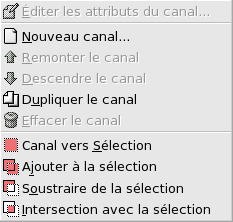 Éditer les attributs du canal...
Nouveau canal...
Remonter le canal
Descendre le canal
Dupliquer le canal
Effacer le canal
Canal vers Sélection
Ajouter à la sélection
Soustraire de la sélection
Intersection avec la sélection